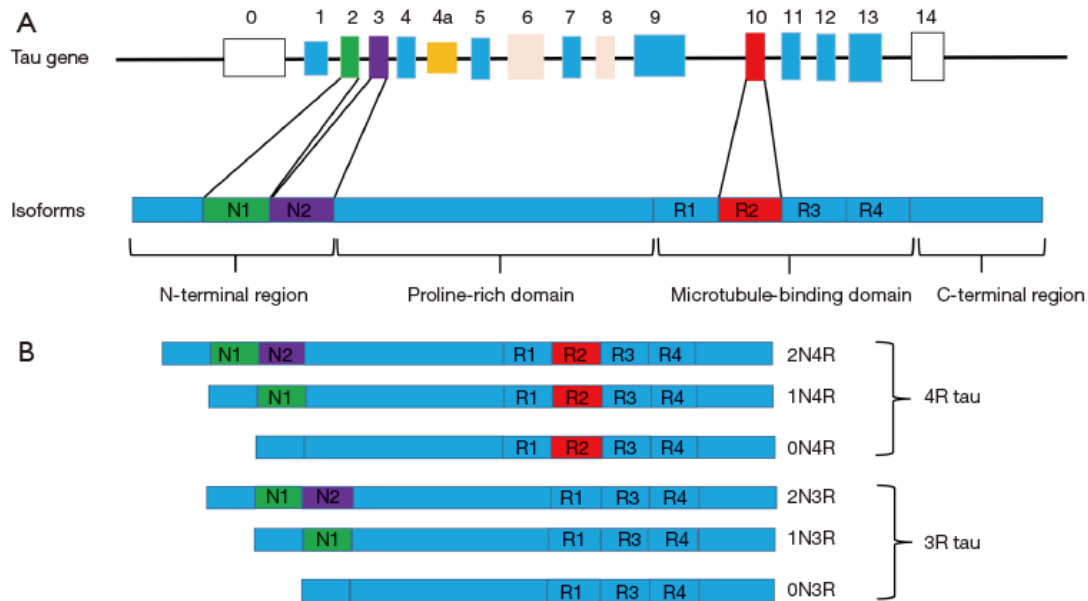 A
0 1 2 3 4 4a 5 6 7 8 9 10 11 12 13 14
Tau gene
Isoforms N1 N2 R1 R2 R3 R4
N-terminal region Proline-rich domain Microtubule-binding domain C-terminal region
B
N1 N2 R1 R2 R3 R4 2N4R
N1 R1 R2 R3 R4 1N4R
4R tau
R1 R2 R3 R4 0N4R
N1 N2 R1 R3 R4 2N3R
N1 R1 R3 R4 1N3R
3R tau
R1 R3 R4 0N3R